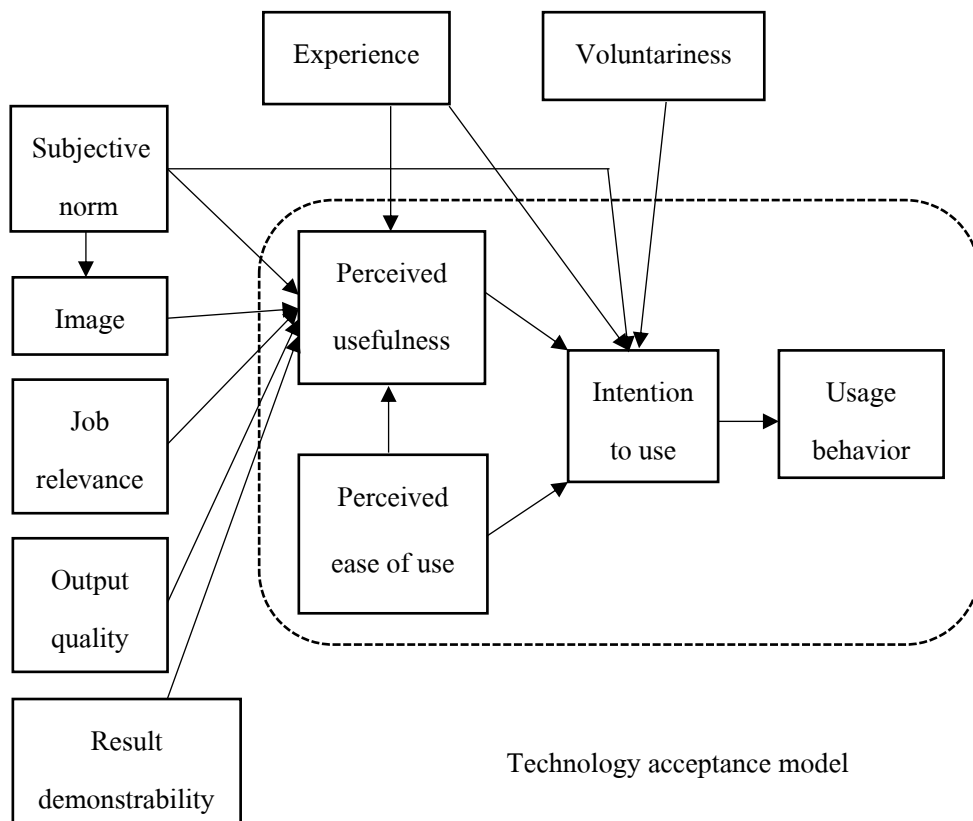 Experience
Voluntariness
Subjective
norm
Image
Job
relevance
Output
quality
Result
demonstrability
Perceived
usefulness
Perceived
ease of use
Intention
to use
Usage
behavior
Technology acceptance model